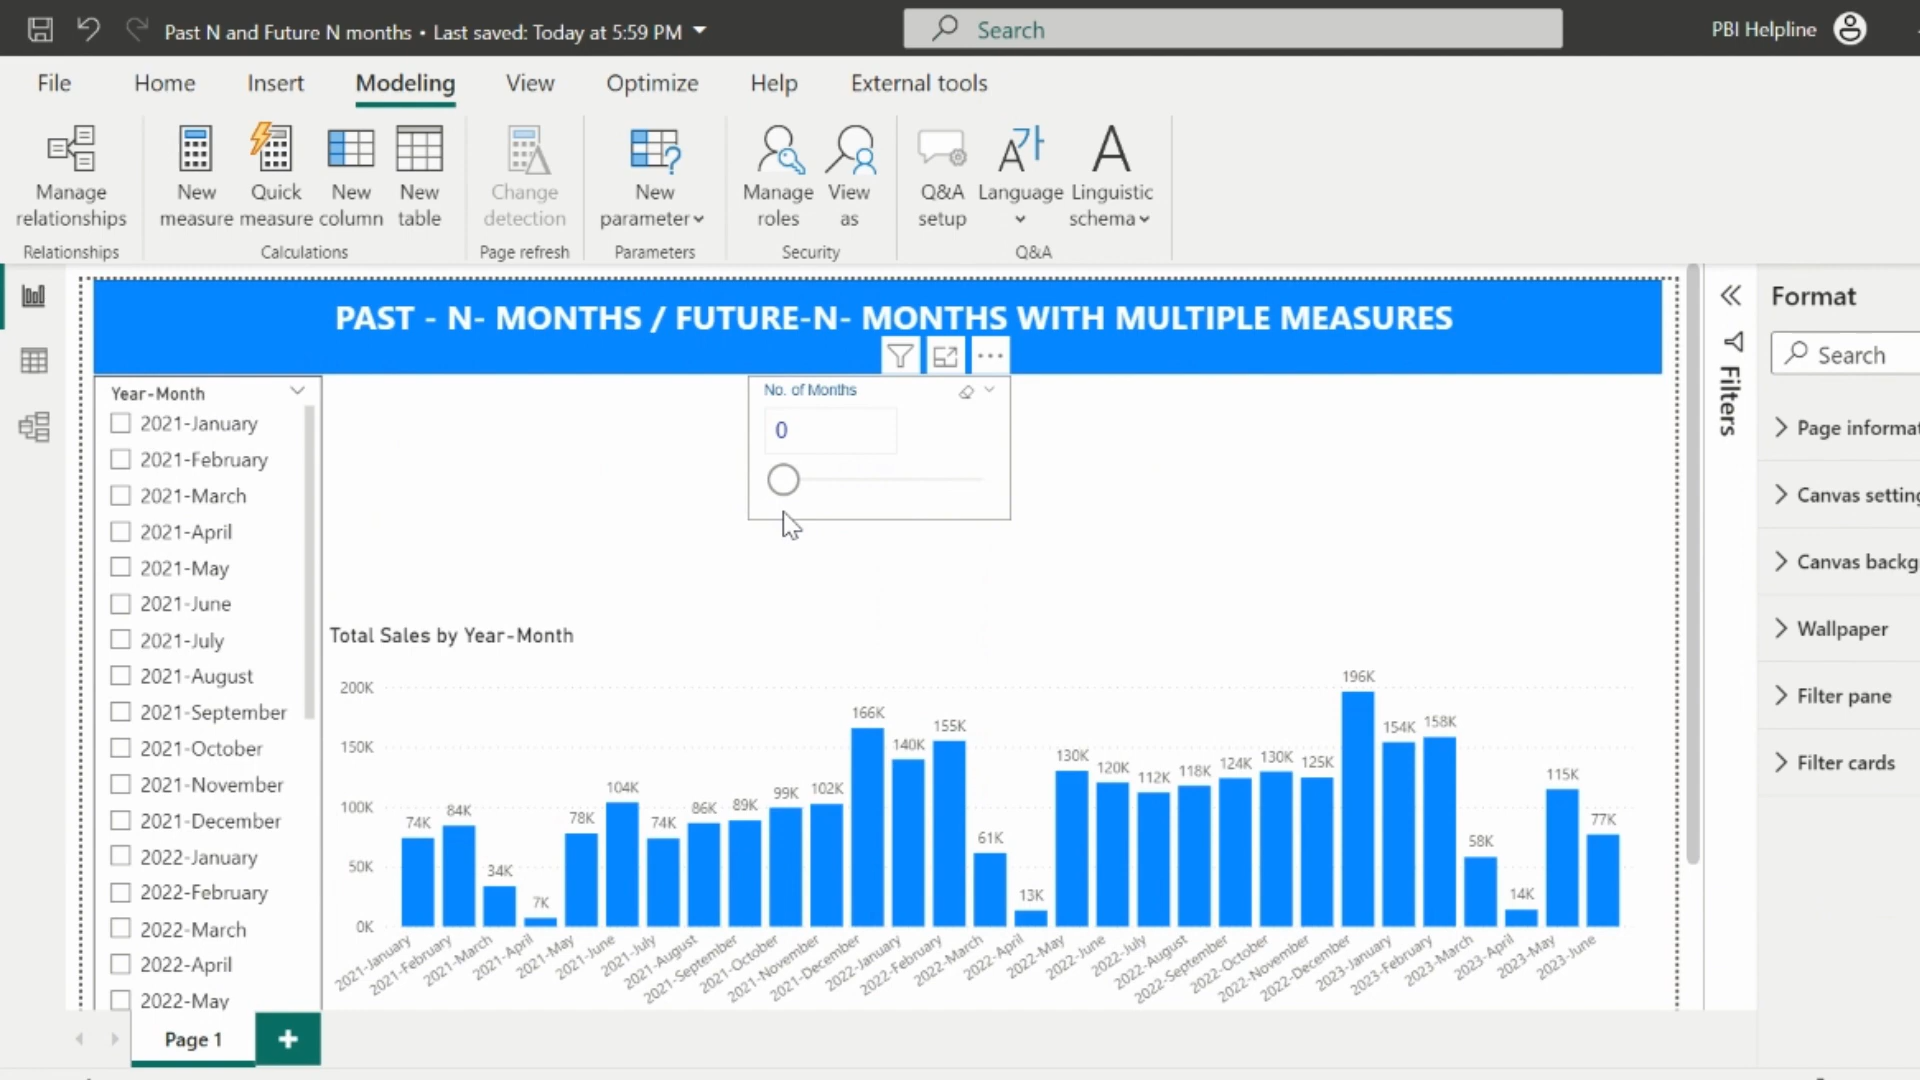 Past N and Future N months • Last saved: Today at 5:59 PM
Search
PBI Helpline
File
Home
Insert
Modeling
View
Optimize
Help
External tools
Manage
relationships
New
measure
Quick
measure
New
column
New
table
Change
detection
New
parameter
Manage
roles
View
as
Q&A
setup
Language
Linguistic
schema
Relationships
Calculations
Page refresh
Parameters
Security
Q&A
PAST - N- MONTHS / FUTURE-N- MONTHS WITH MULTIPLE MEASURES
Year-Month
2021-January
2021-February
2021-March
2021-April
2021-May
2021-June
2021-July
2021-August
2021-September
2021-October
2021-November
2021-December
2022-January
2022-February
2022-March
2022-April
2022-May
No. of Months
0
Total Sales by Year-Month
200K
150K
100K
50K
0K
74K
84K
34K
7K
78K
104K
74K
86K
89K
99K
102K
166K
140K
155K
61K
13K
130K
120K
112K
118K
124K
130K
125K
196K
154K
158K
58K
14K
115K
77K
2021-January
2021-February
2021-March
2021-April
2021-May
2021-June
2021-July
2021-August
2021-September
2021-October
2021-November
2021-December
2022-January
2022-February
2022-March
2022-April
2022-May
2022-June
2022-July
2022-August
2022-September
2022-October
2022-November
2022-December
2023-January
2023-February
2023-March
2023-April
2023-May
2023-June
Filters
Format
Search
Page informat
Canvas setting
Canvas backg
Wallpaper
Filter pane
Filter cards
Page 1